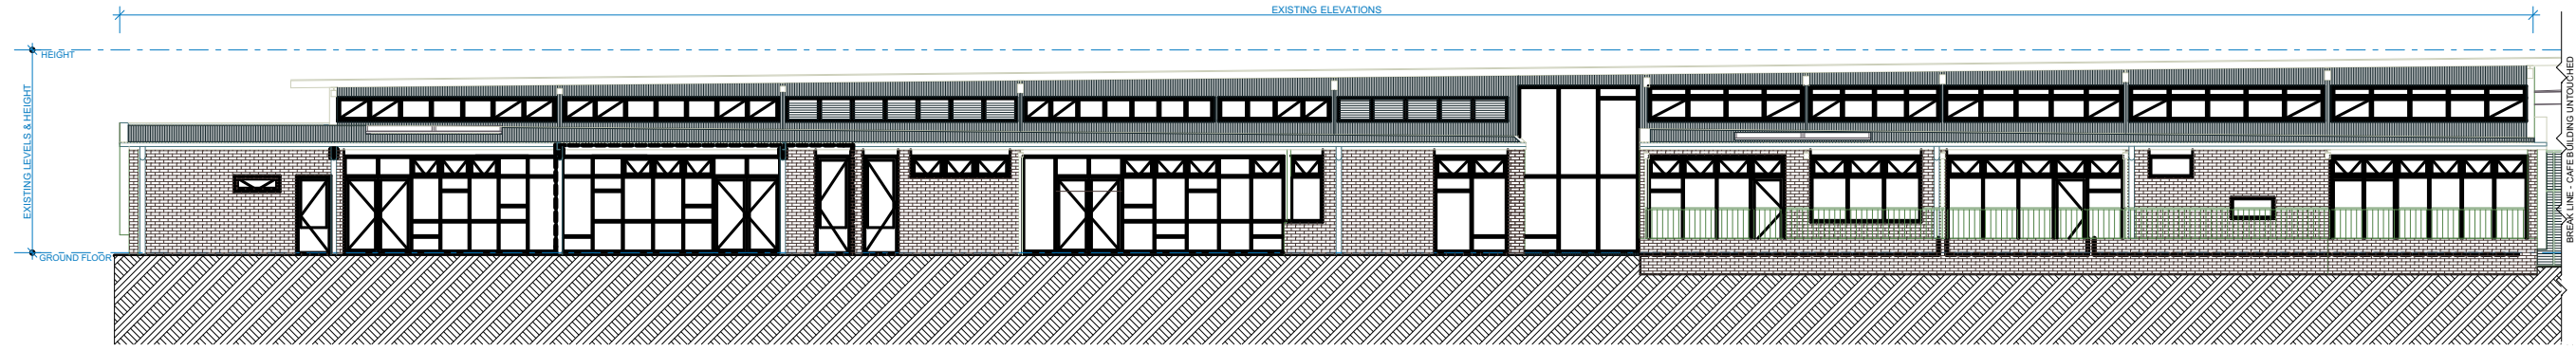 EXISTING ELEVATIONS
HEIGHT
EXISTING LEVELS & HEIGHT
GROUND FLOOR
BREAK LINE - CAFE BUILDING UNTOUCHED